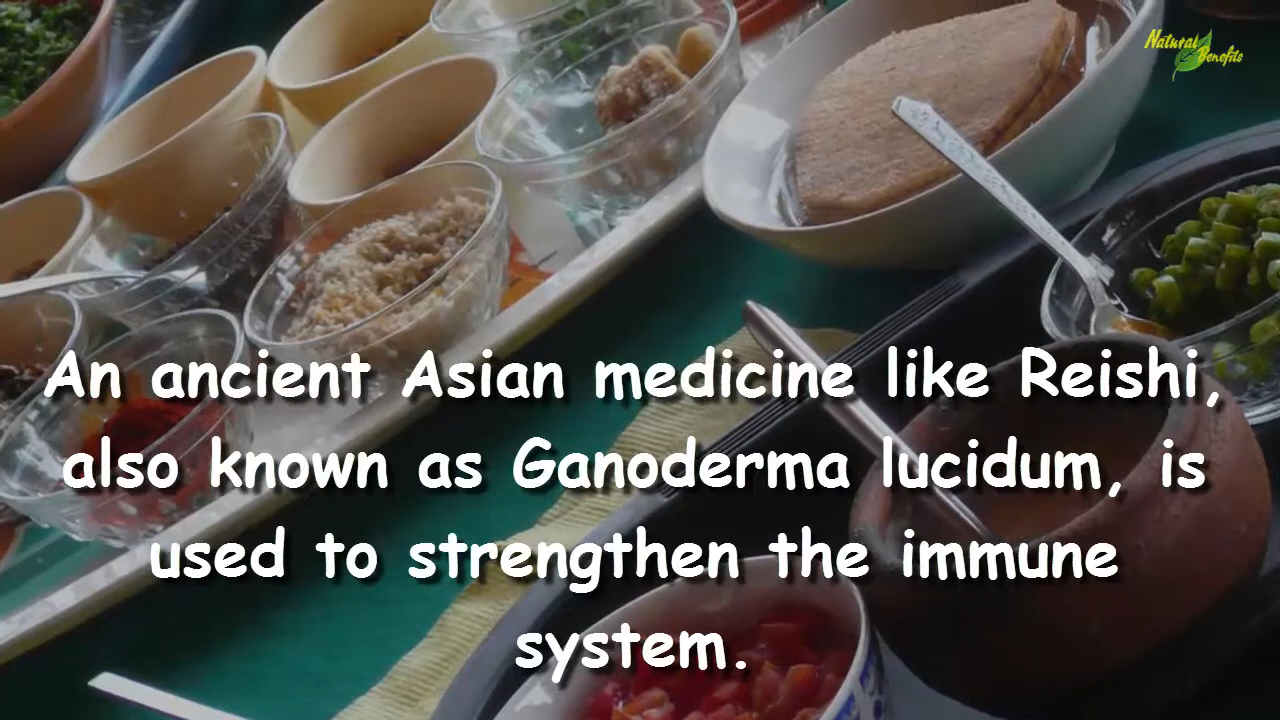 Natural
Benefits
An ancient Asian medicine like Reishi,
also known as Ganoderma lucidum, is
used to strengthen the immune
system.